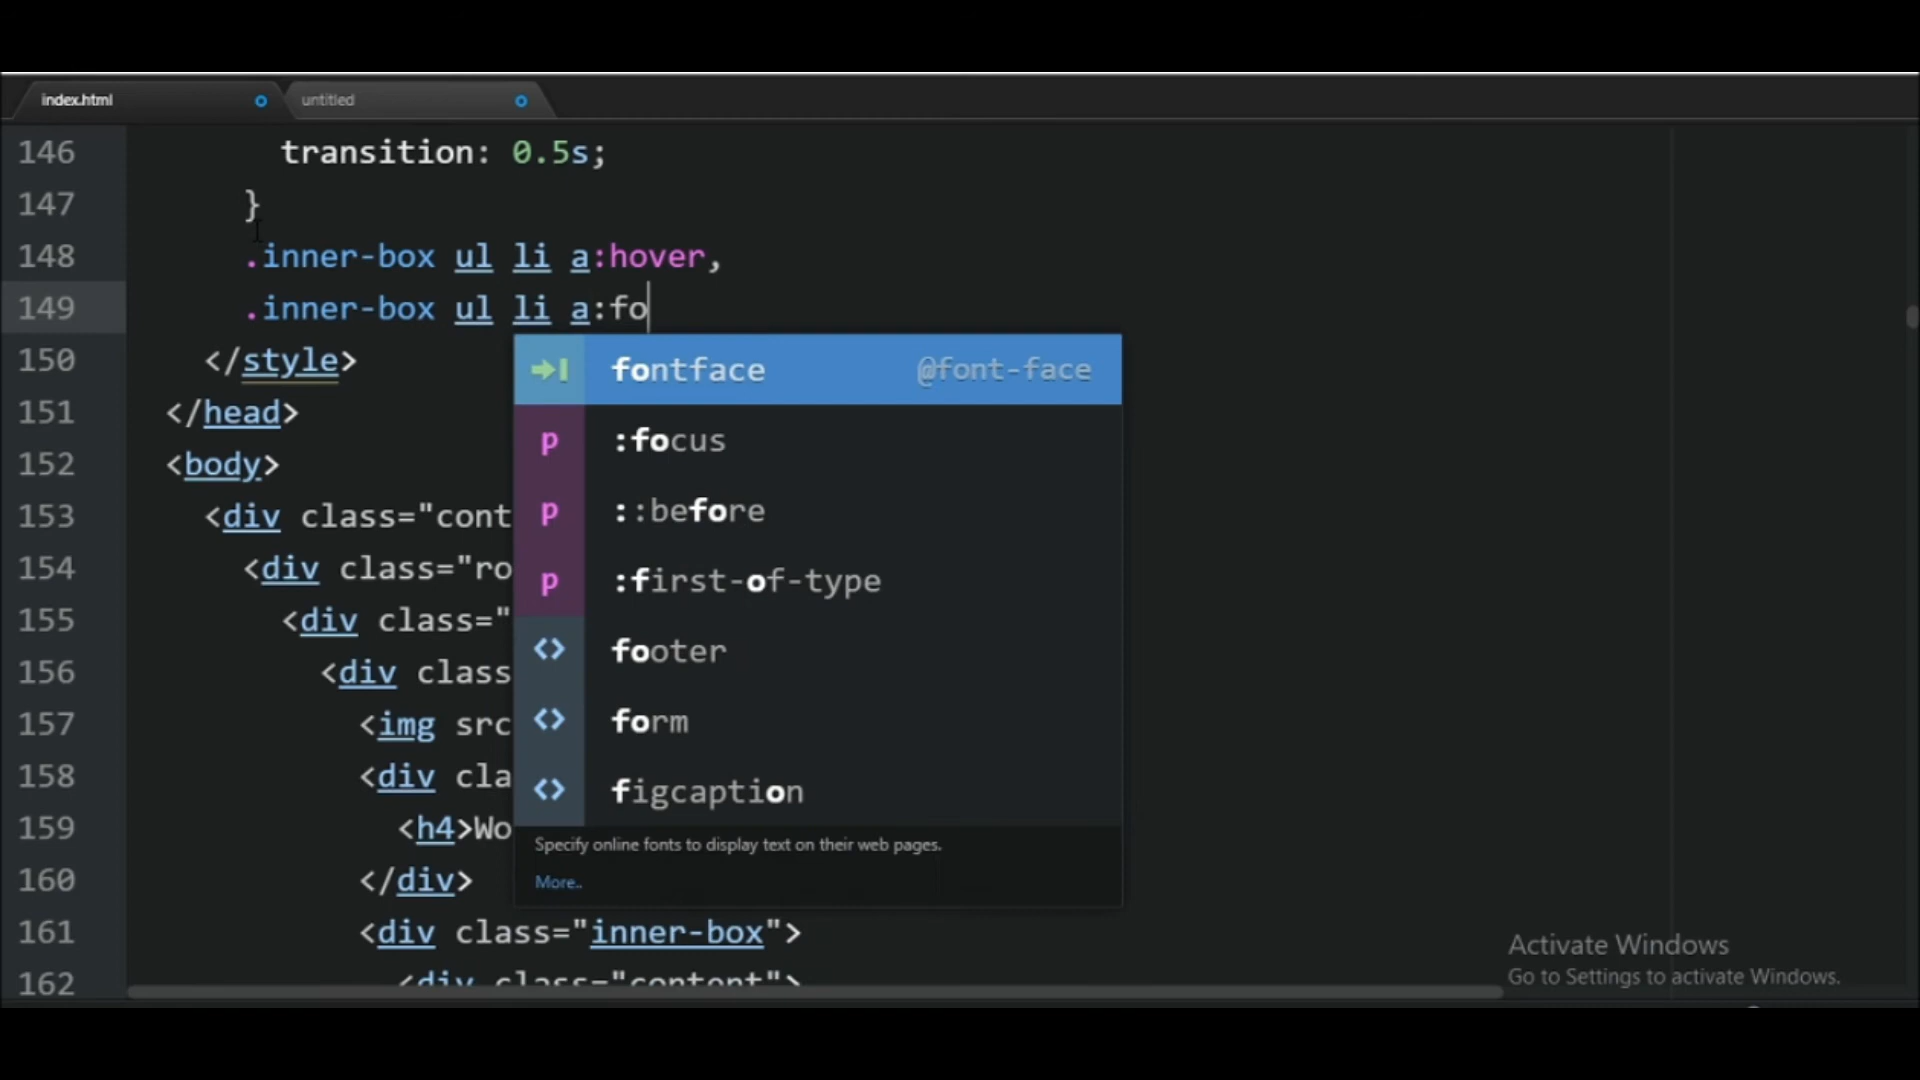 index.html
untitled
146 transition: 0.5s;
147 }
148 .inner-box ul li a:hover,
149 .inner-box ul li a:fo
150 </style>
fontface @font-face
151 </head>
:focus
152 <body>
153 <div class="cont
::before
154 <div class="ro
:first-of-type
155 <div class="
footer
156 <div class
157 <img src
form
158 <div cla
figcaption
159 <h4>Wo
Specify online fonts to display text on their web pages.
160 </div>
More..
161 <div class="inner-box">
162 <div class="content">
Activate Windows
Go to Settings to activate Windows.